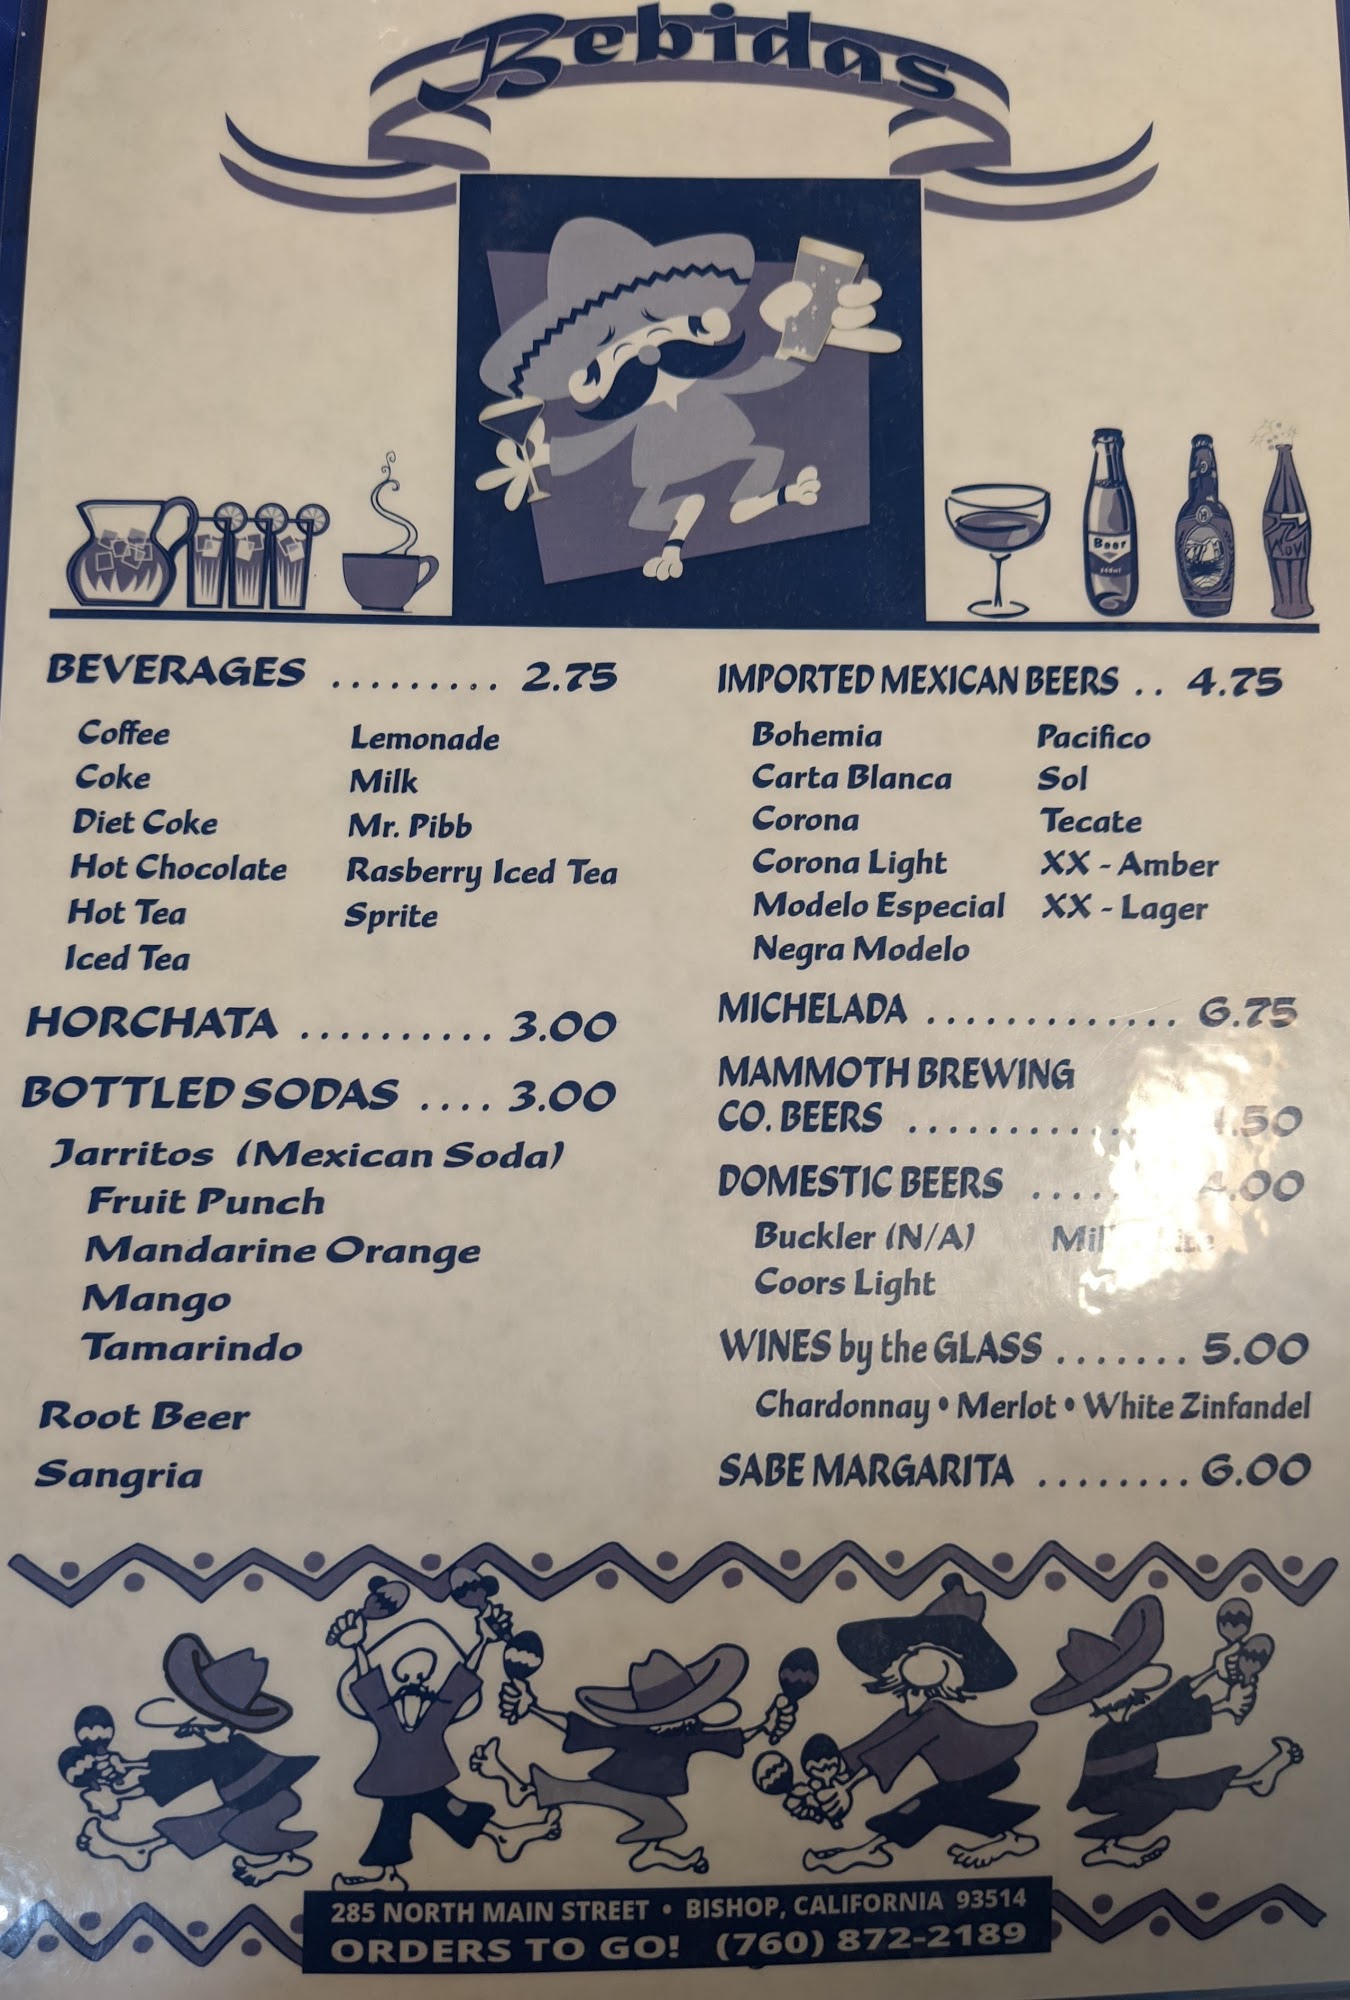 Bebidas
Beer
BEVERAGES ......... 2.75
Coffee
Coke
Diet Coke
Hot Chocolate
Hot Tea
Iced Tea
Lemonade
Milk
Mr. Pibb
Rasberry Iced Tea
Sprite
HORCHATA .......... 3.00
BOTTLED SODAS .... 3.00
Jarritos (Mexican Soda)
Fruit Punch
Mandarine Orange
Mango
Tamarindo
Root Beer
Sangria
IMPORTED MEXICAN BEERS .. 4.75
Bohemia
Carta Blanca
Corona
Corona Light
Modelo Especial
Negra Modelo
Pacifico
Sol
Tecate
XX - Amber
XX - Lager
MICHELADA ............. 6.75
MAMMOTH BREWING
CO. BEERS ...........
DOMESTIC BEERS ....
Buckler (N/A)
Coors Light
WINES by the GLASS ....... 5.00
Chardonnay • Merlot • White Zinfandel
SABE MARGARITA ........ 6.00
285 NORTH MAIN STREET • BISHOP, CALIFORNIA 93514
ORDERS TO GO! (760) 872-2189